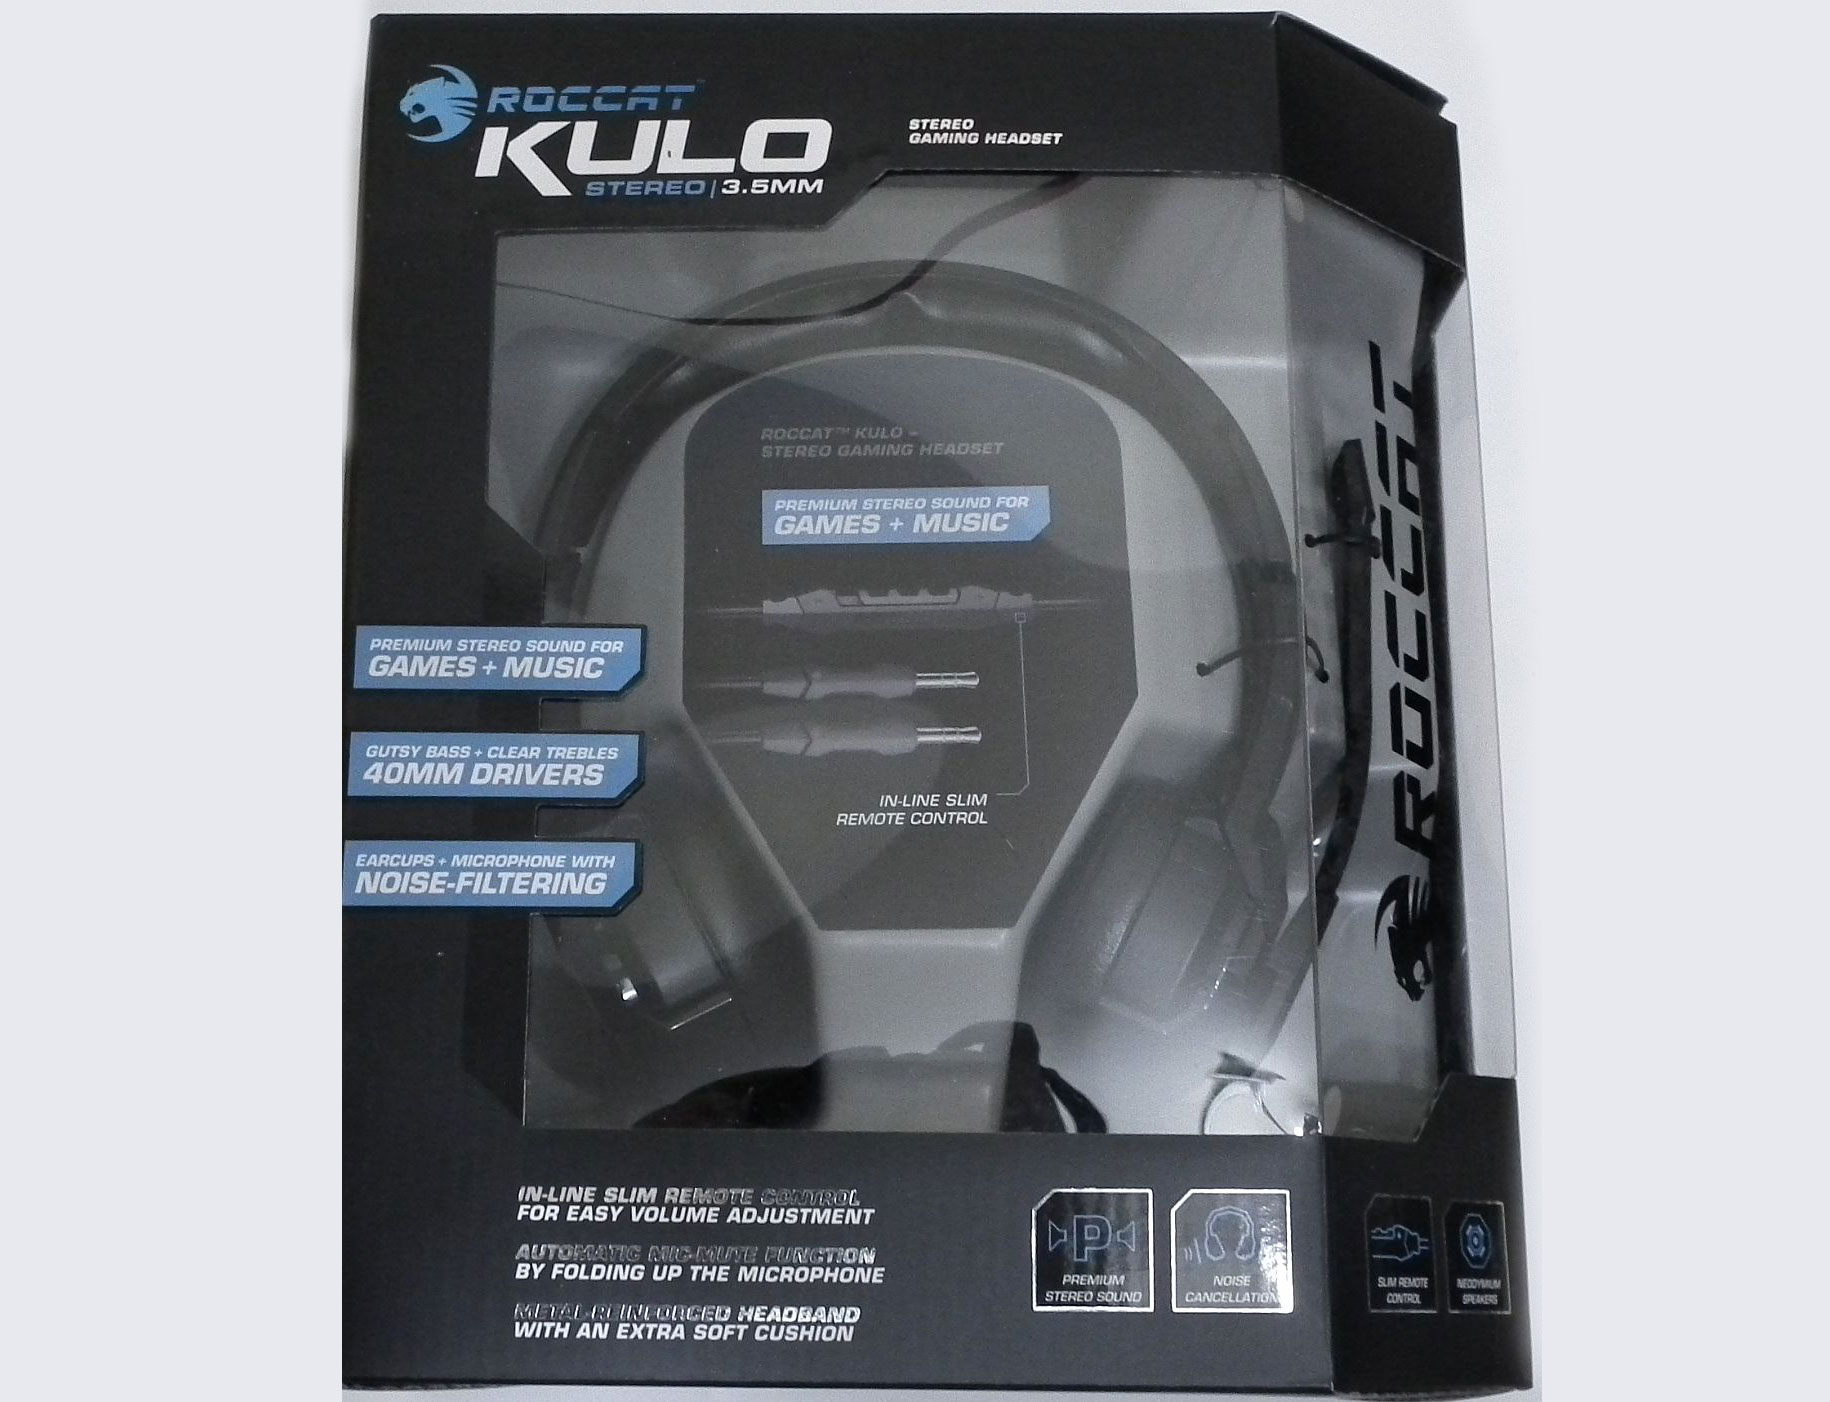 ROCCAT™
KULO
STEREO | 3.5MM
STEREO
GAMING HEADSET
ROCCAT™ KULO –
STEREO GAMING HEADSET
PREMIUM STEREO SOUND FOR
GAMES + MUSIC
IN-LINE SLIM
REMOTE CONTROL
PREMIUM STEREO SOUND FOR
GAMES + MUSIC
GUTSY BASS + CLEAR TREBLES
40MM DRIVERS
EARCUPS + MICROPHONE WITH
NOISE-FILTERING
ROCCAT
IN-LINE SLIM REMOTE CONTROL
FOR EASY VOLUME ADJUSTMENT
AUTOMATIC MIC-MUTE FUNCTION
BY FOLDING UP THE MICROPHONE
METAL-REINFORCED HEADBAND
WITH AN EXTRA SOFT CUSHION
P
PREMIUM
STEREO SOUND
NOISE
CANCELLATION
SLIM REMOTE
CONTROL
NEODYMIUM
SPEAKERS